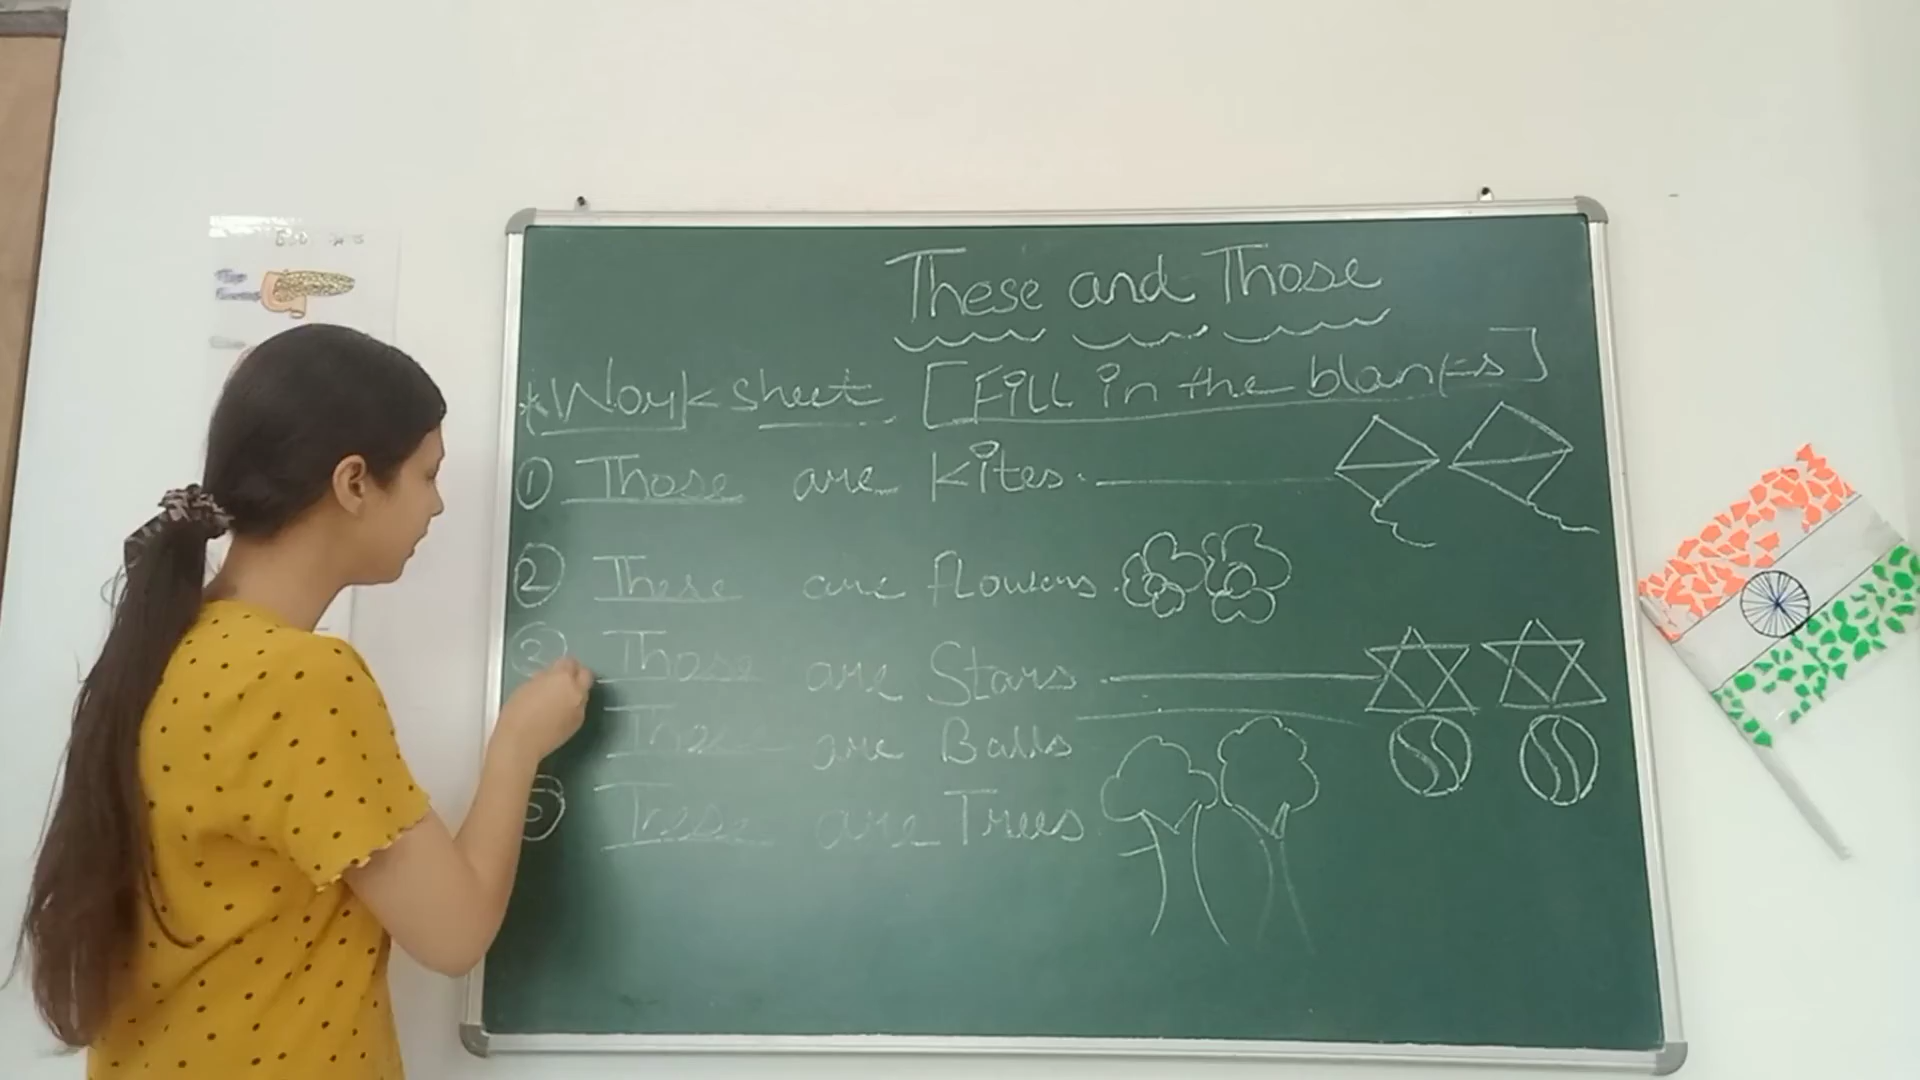 These and Those
*Worksheet [Fill in the blanks]
① Those are kites.
② These are flowers.
③ Those are Stars
These are Balls
⑤ These are Trees